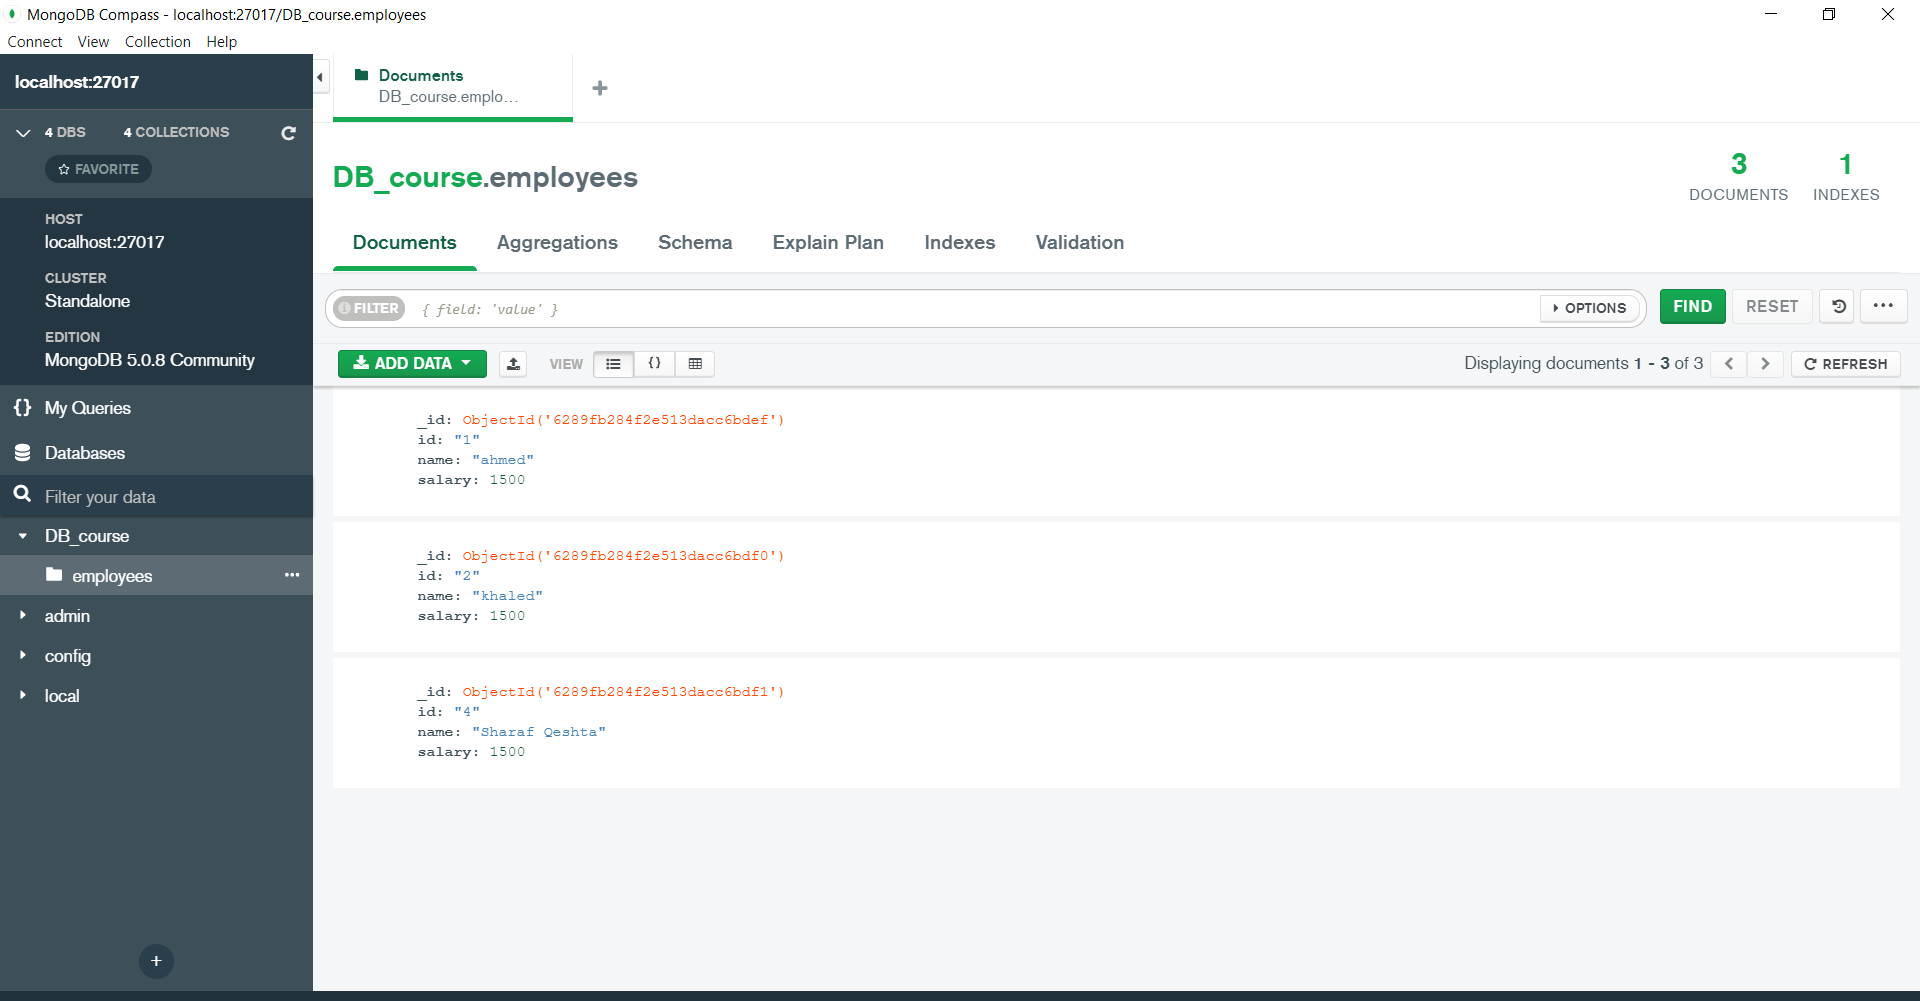 MongoDB Compass - localhost:27017/DB_course.employees
Connect View Collection Help
localhost:27017
4 DBS 4 COLLECTIONS
FAVORITE
HOST
localhost:27017
CLUSTER
Standalone
EDITION
MongoDB 5.0.8 Community
{} My Queries
Databases
Filter your data
DB_course
employees
admin
config
local
+
Documents
DB_course.emplo...
DB_course.employees
3
DOCUMENTS
1
INDEXES
Documents Aggregations Schema Explain Plan Indexes Validation
FILTER { field: 'value' } OPTIONS FIND RESET
ADD DATA VIEW {} Displaying documents 1 - 3 of 3 REFRESH
_id: ObjectId('6289fb284f2e513dacc6bdef')
id: "1"
name: "ahmed"
salary: 1500
_id: ObjectId('6289fb284f2e513dacc6bdf0')
id: "2"
name: "khaled"
salary: 1500
_id: ObjectId('6289fb284f2e513dacc6bdf1')
id: "4"
name: "Sharaf Qeshta"
salary: 1500